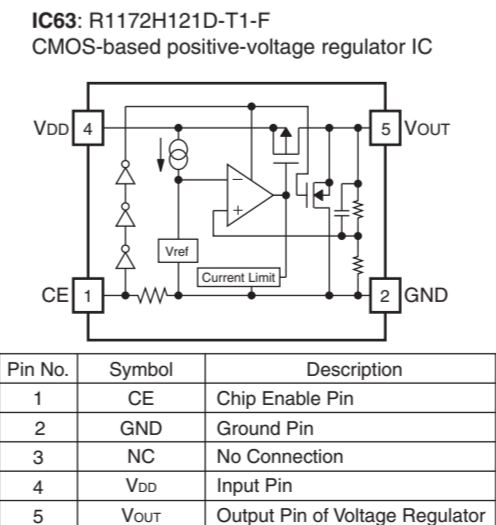 IC63: R1172H121D-T1-F
CMOS-based positive-voltage regulator IC
VDD 4
5 VOUT
−
+
Vref
Current Limit
CE 1
2 GND
Pin No. Symbol Description
1 CE Chip Enable Pin
2 GND Ground Pin
3 NC No Connection
4 VDD Input Pin
5 VOUT Output Pin of Voltage Regulator